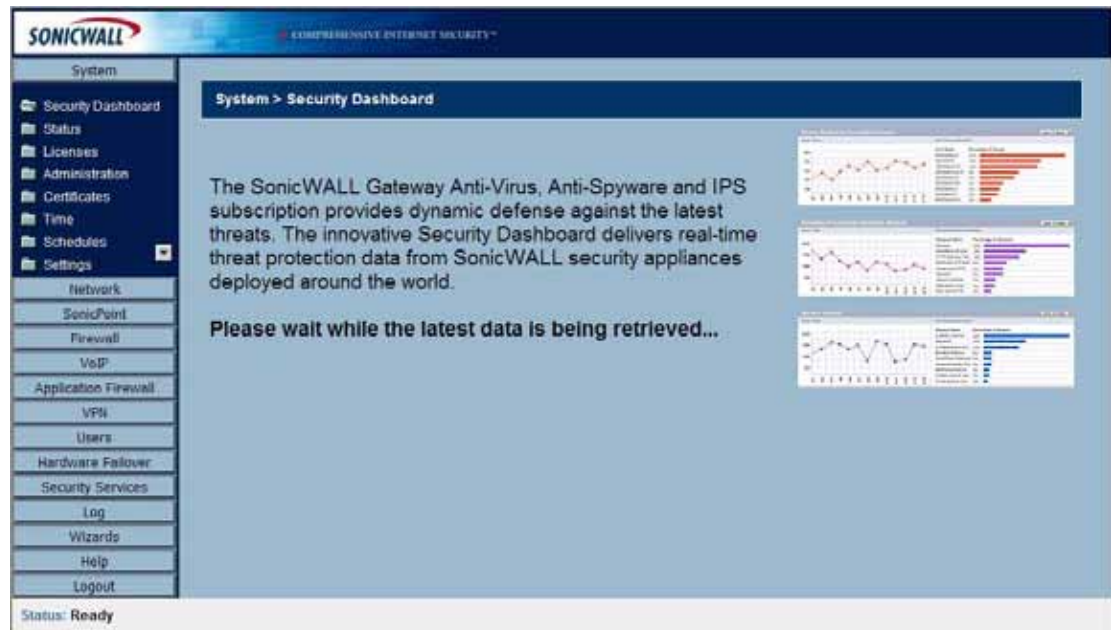 SONICWALL
COMPREHENSIVE INTERNET SECURITY™
System
Security Dashboard
Status
Licenses
Administration
Certificates
Time
Schedules
Settings
Network
SonicPoint
Firewall
VoIP
Application Firewall
VPN
Users
Hardware Failover
Security Services
Log
Wizards
Help
Logout
System > Security Dashboard
The SonicWALL Gateway Anti-Virus, Anti-Spyware and IPS
subscription provides dynamic defense against the latest
threats. The innovative Security Dashboard delivers real-time
threat protection data from SonicWALL security appliances
deployed around the world.
Please wait while the latest data is being retrieved...
Status: Ready